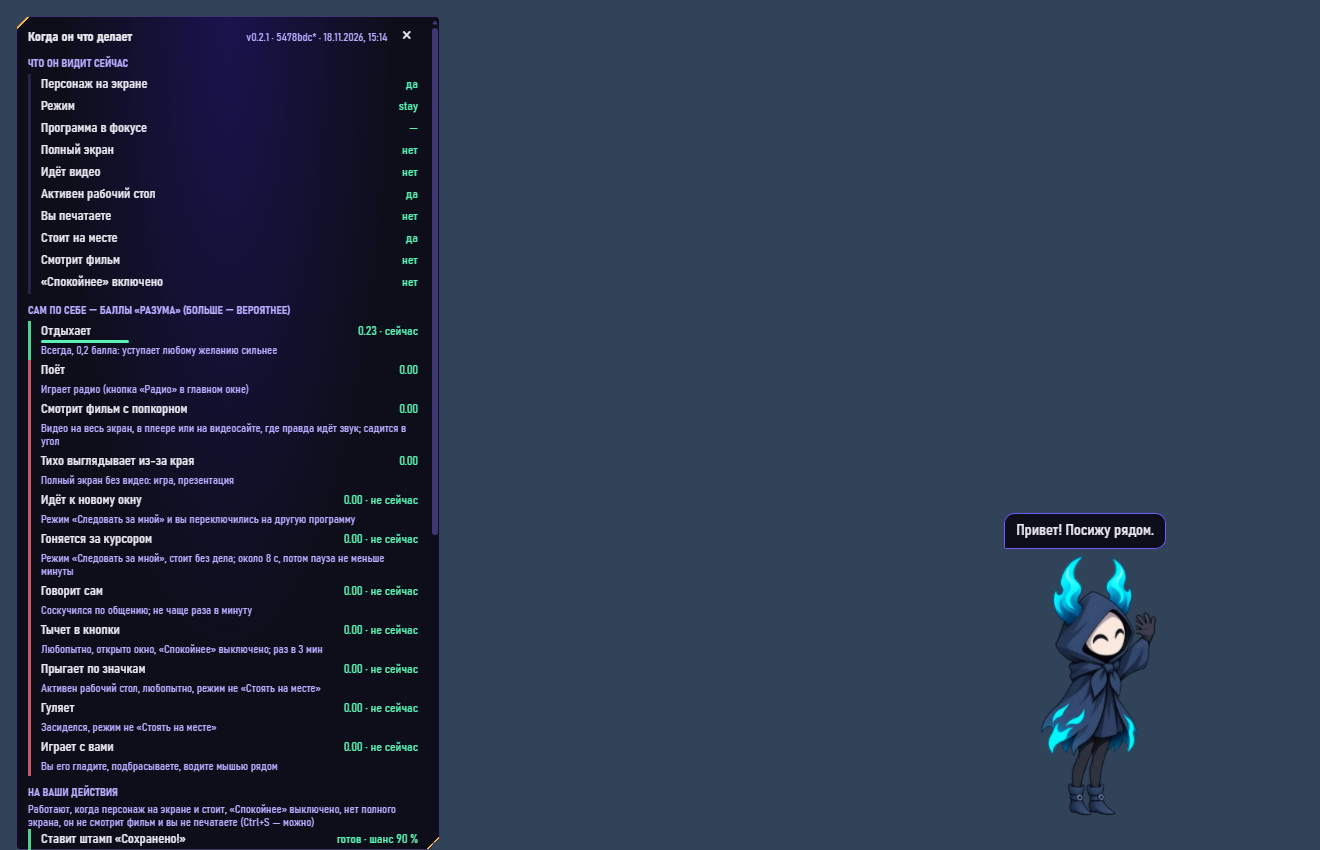 Когда он что делает
v0.2.1 · 5478bdc* · 18.11.2026, 15:14 ×
ЧТО ОН ВИДИТ СЕЙЧАС
Персонаж на экране да
Режим stay
Программа в фокусе —
Полный экран нет
Идёт видео нет
Активен рабочий стол да
Вы печатаете нет
Стоит на месте да
Смотрит фильм нет
«Спокойнее» включено нет
САМ ПО СЕБЕ — БАЛЛЫ «РАЗУМА» (БОЛЬШЕ — ВЕРОЯТНЕЕ)
Отдыхает 0.23 · сейчас
Всегда, 0,2 балла: уступает любому желанию сильнее
Поёт 0.00
Играет радио (кнопка «Радио» в главном окне)
Смотрит фильм с попкорном 0.00
Видео на весь экран, в плеере или на видеосайте, где правда идёт звук; садится в
угол
Тихо выглядывает из-за края 0.00
Полный экран без видео: игра, презентация
Идёт к новому окну 0.00 · не сейчас
Режим «Следовать за мной» и вы переключились на другую программу
Гоняется за курсором 0.00 · не сейчас
Режим «Следовать за мной», стоит без дела; около 8 с, потом пауза не меньше
минуты
Говорит сам 0.00 · не сейчас
Соскучился по общению; не чаще раза в минуту
Тычет в кнопки 0.00 · не сейчас
Любопытно, открыто окно, «Спокойнее» выключено; раз в 3 мин
Прыгает по значкам 0.00 · не сейчас
Активен рабочий стол, любопытно, режим не «Стоять на месте»
Гуляет 0.00 · не сейчас
Засиделся, режим не «Стоять на месте»
Играет с вами 0.00 · не сейчас
Вы его гладите, подбрасываете, водите мышью рядом
НА ВАШИ ДЕЙСТВИЯ
Работают, когда персонаж на экране и стоит, «Спокойнее» выключено, нет полного
экрана, он не смотрит фильм и вы не печатаете (Ctrl+S — можно)
Ставит штамп «Сохранено!» готов · шанс 90 %
Привет! Посижу рядом.